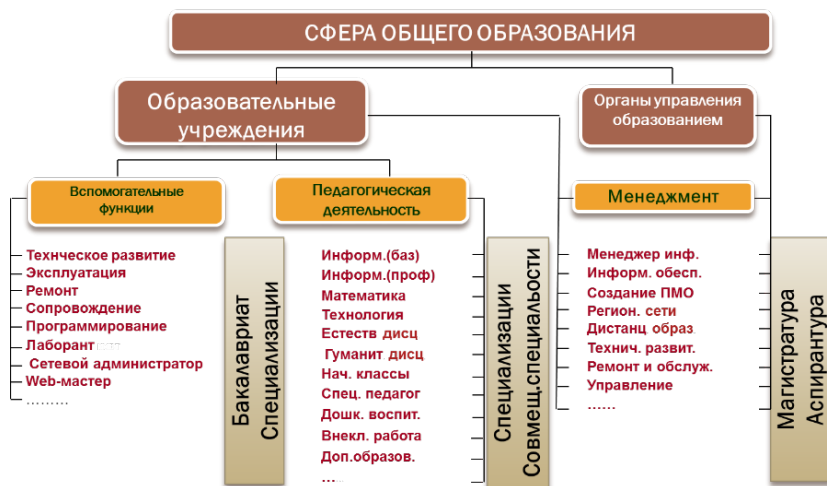 СФЕРА ОБЩЕГО ОБРАЗОВАНИЯ
Образовательные
учреждения
Органы управления
образованием
Вспомогательные
функции
Педагогическая
деятельность
Менеджмент
Технческое развитие
Эксплуатация
Ремонт
Сопровождение
Программирование
Лаборант
Сетевой администратор
Web-мастер
.........
Бакалавриат
Специализации
Информ.(баз)
Информ.(проф)
Математика
Технология
Естеств дисц
Гуманит дисц
Нач. классы
Спец. педагог
Дошк. воспит.
Внекл. работа
Доп.образов.
...
Специализации
Совмещ.специальости
Менеджер инф.
Информ. обесп.
Создание ПМО
Регион. сети
Дистанц образ
Технич. развит.
Ремонт и обслуж.
Управление
......
Магистратура
Аспирантура